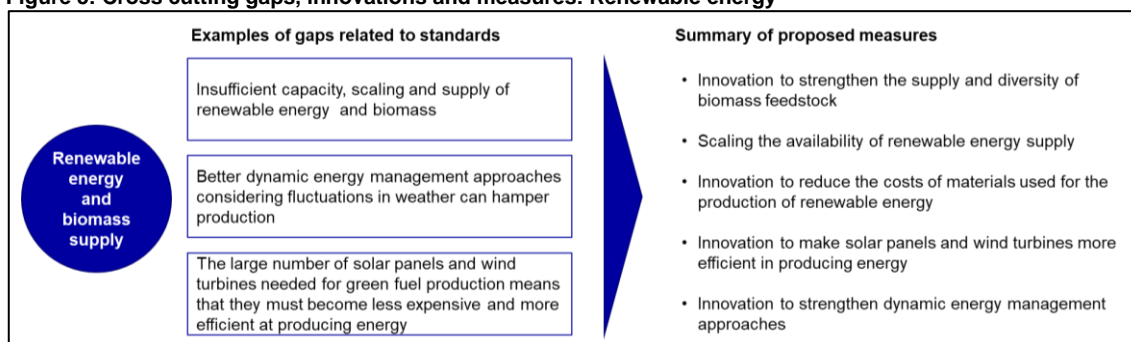 Figure Cross cutting gaps, innovations and measures: Renewable energy
Examples of gaps related to standards
Summary of proposed measures
Renewable
energy
and
biomass
supply
Insufficient capacity, scaling and supply of
renewable energy and biomass
Better dynamic energy management approaches
considering fluctuations in weather can hamper
production
The large number of solar panels and wind
turbines needed for green fuel production means
that they must become less expensive and more
efficient at producing energy
• Innovation to strengthen the supply and diversity of
biomass feedstock
• Scaling the availability of renewable energy supply
• Innovation to reduce the costs of materials used for the
production of renewable energy
• Innovation to make solar panels and wind turbines more
efficient in producing energy
• Innovation to strengthen dynamic energy management
approaches